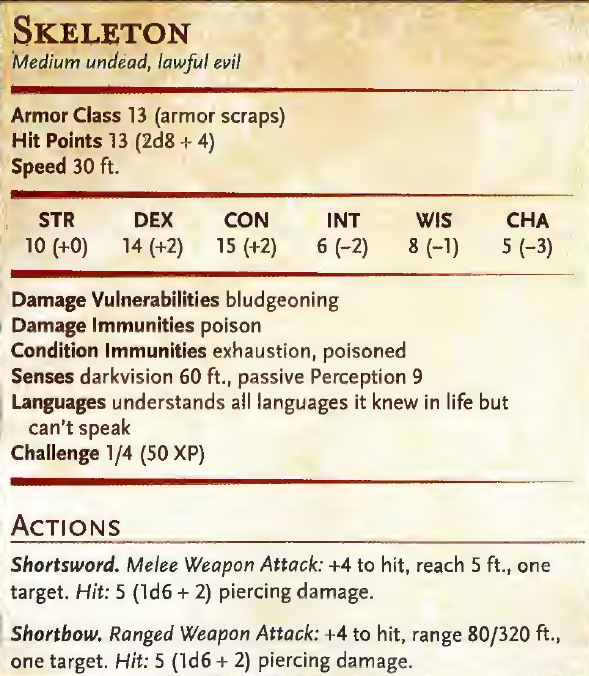 SKELETON
Medium undead, lawful evil
Armor Class 13 (armor scraps)
Hit Points 13 (2d8 + 4)
Speed 30 ft.
STR DEX CON INT WIS CHA
10 (+0) 14 (+2) 15 (+2) 6 (−2) 8 (−1) 5 (−3)
Damage Vulnerabilities bludgeoning
Damage Immunities poison
Condition Immunities exhaustion, poisoned
Senses darkvision 60 ft., passive Perception 9
Languages understands all languages it knew in life but
can't speak
Challenge 1/4 (50 XP)
ACTIONS
Shortsword. Melee Weapon Attack: +4 to hit, reach 5 ft., one
target. Hit: 5 (1d6 + 2) piercing damage.
Shortbow. Ranged Weapon Attack: +4 to hit, range 80/320 ft.,
one target. Hit: 5 (1d6 + 2) piercing damage.